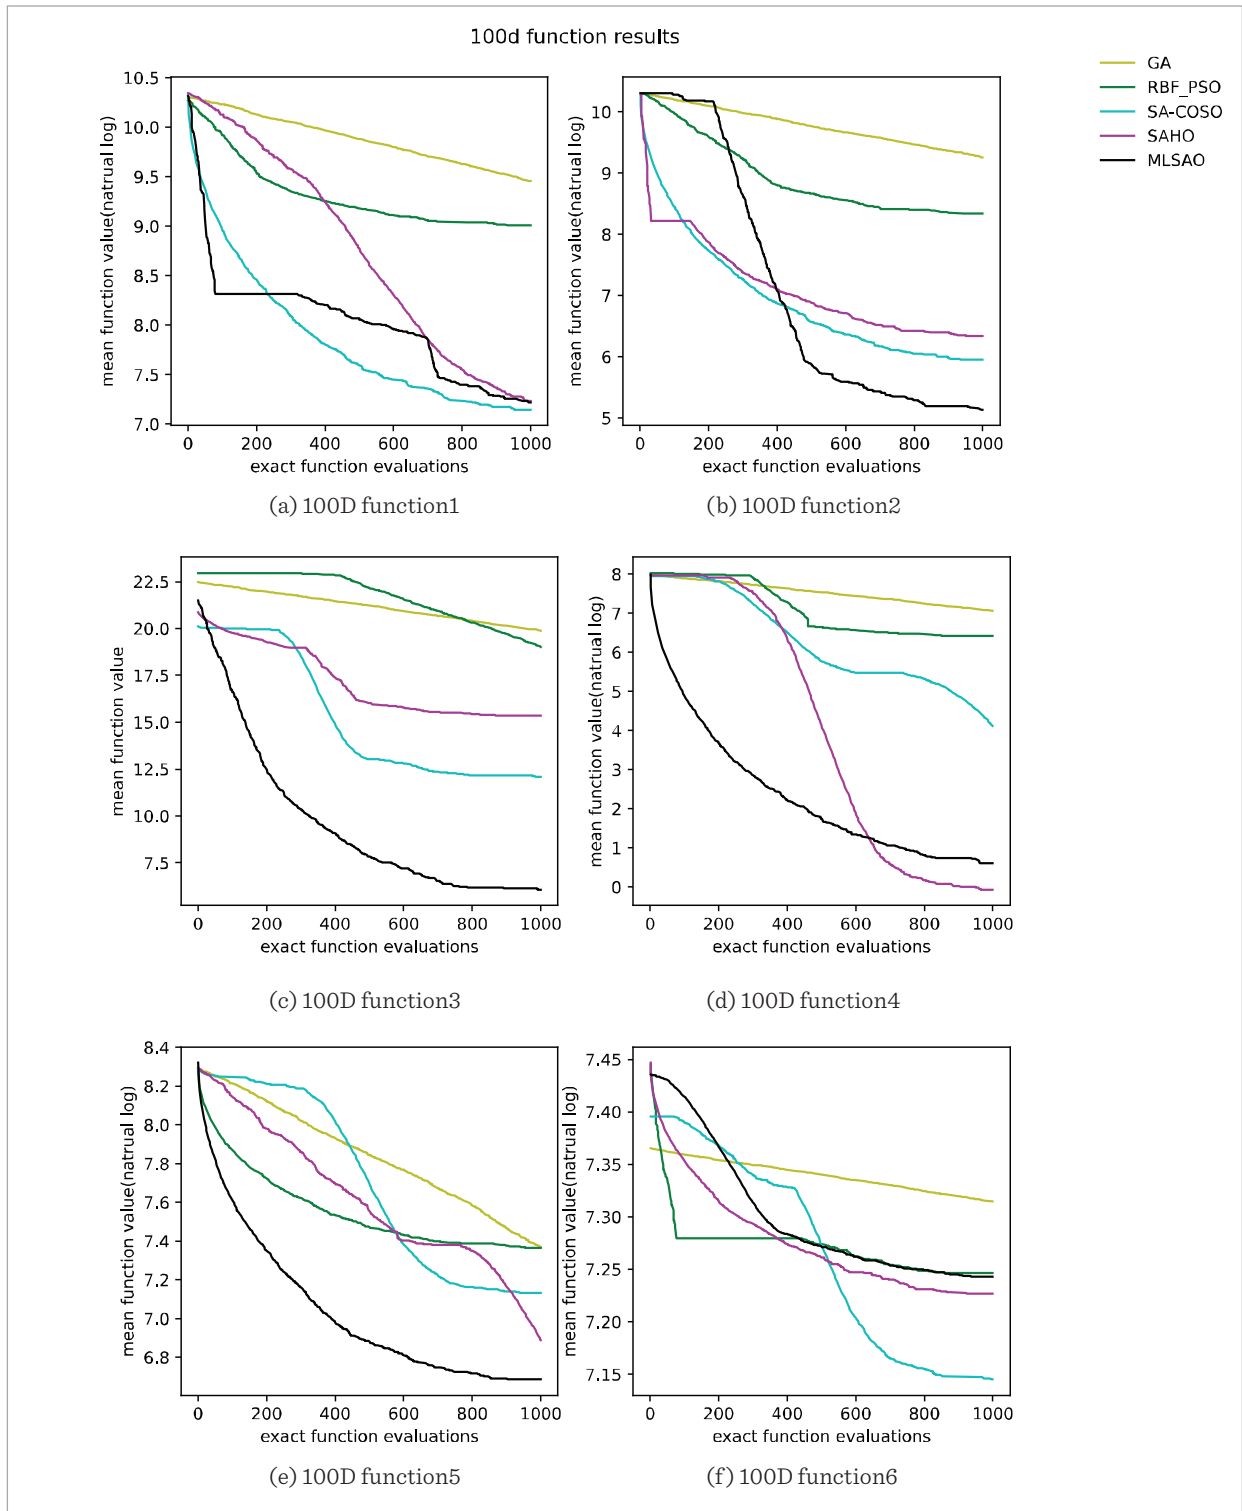 100d function results
GA
RBF_PSO
SA-COSO
SAHO
MLSAO
mean function value(natrual log)
10.5
10.0
9.5
9.0
8.5
8.0
7.5
7.0
0 200 400 600 800 1000
exact function evaluations
(a) 100D function1
mean function value(natrual log)
10
9
8
7
6
5
0 200 400 600 800 1000
exact function evaluations
(b) 100D function2
mean function value
22.5
20.0
17.5
15.0
12.5
10.0
7.5
0 200 400 600 800 1000
exact function evaluations
(c) 100D function3
mean function value(natrual log)
8
7
6
5
4
3
2
1
0
0 200 400 600 800 1000
exact function evaluations
(d) 100D function4
mean function value(natrual log)
8.4
8.2
8.0
7.8
7.6
7.4
7.2
7.0
6.8
0 200 400 600 800 1000
exact function evaluations
(e) 100D function5
mean function value(natrual log)
7.45
7.40
7.35
7.30
7.25
7.20
7.15
0 200 400 600 800 1000
exact function evaluations
(f) 100D function6